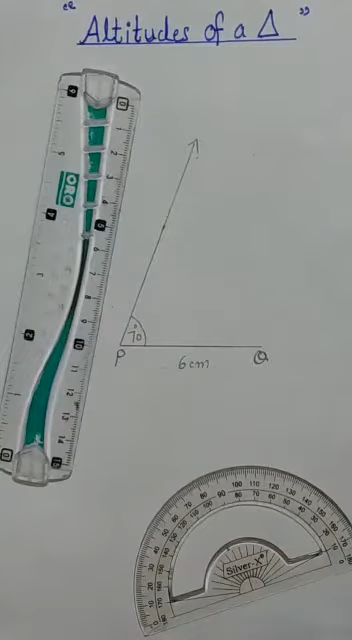 "Altitudes of a Δ"
ORO
70°
P
6cm
Q
Silver-X®